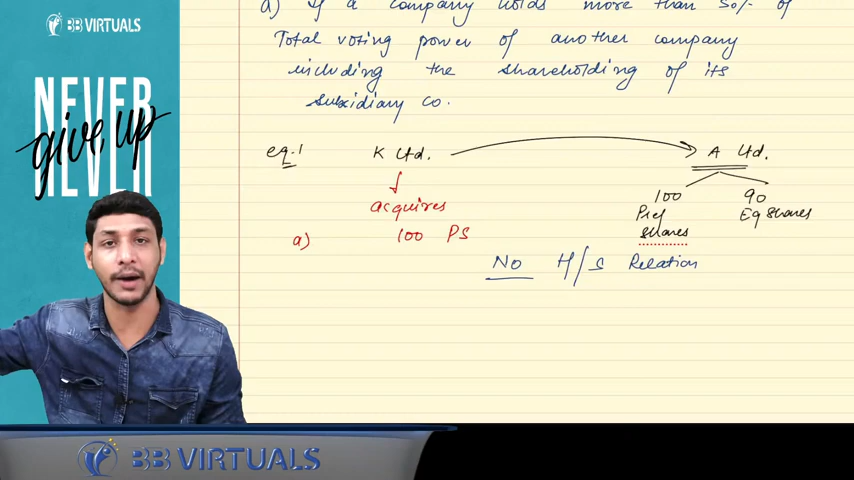 BB VIRTUALS
NEVER
give up
NEVER
a) If a company holds more than 50% of
Total voting power of another company
including the shareholding of its
subsidiary co.
eq.1 K Ltd. A Ltd.
acquires
100 90
Pref Eq Shares
shares
a) 100 PS
No H/S Relation
BB VIRTUALS